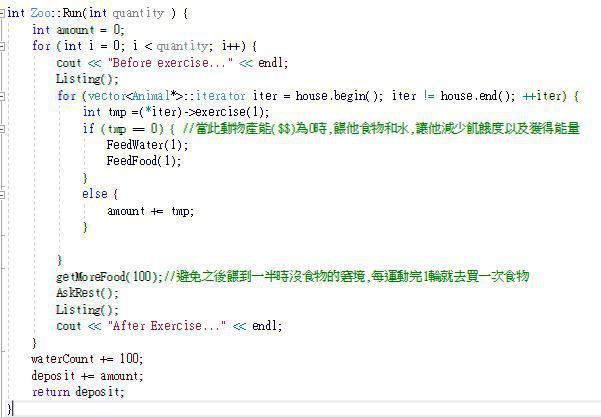 int Zoo::Run(int quantity ) {
int amount = 0;
for (int i = 0; i < quantity; i++) {
cout << "Before exercise..." << endl;
Listing();
for (vector<Animal*>::iterator iter = house.begin(); iter != house.end(); ++iter) {
int tmp =(*iter)->exercise(1);
if (tmp == 0) { //當此動物產能($$)為0時,餵他食物和水,讓他減少飢餓度以及獲得能量
FeedWater(1);
FeedFood(1);
}
else {
amount += tmp;
}
}
getMoreFood(100);//避免之後餵到一半時沒食物的窘境,每運動完1輪就去買一次食物
AskRest();
Listing();
cout << "After Exercise..." << endl;
}
waterCount += 100;
deposit += amount;
return deposit;
}